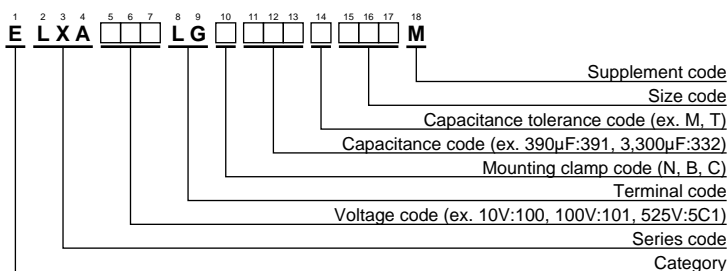 1 2 3 4 5 6 7 8 9 10 11 12 13 14 15 16 17 18
E L X A □□□ L G □ □□□ □ □□□ M
Supplement code
Size code
Capacitance tolerance code (ex. M, T)
Capacitance code (ex. 390µF:391, 3,300µF:332)
Mounting clamp code (N, B, C)
Terminal code
Voltage code (ex. 10V:100, 100V:101, 525V:5C1)
Series code
Category